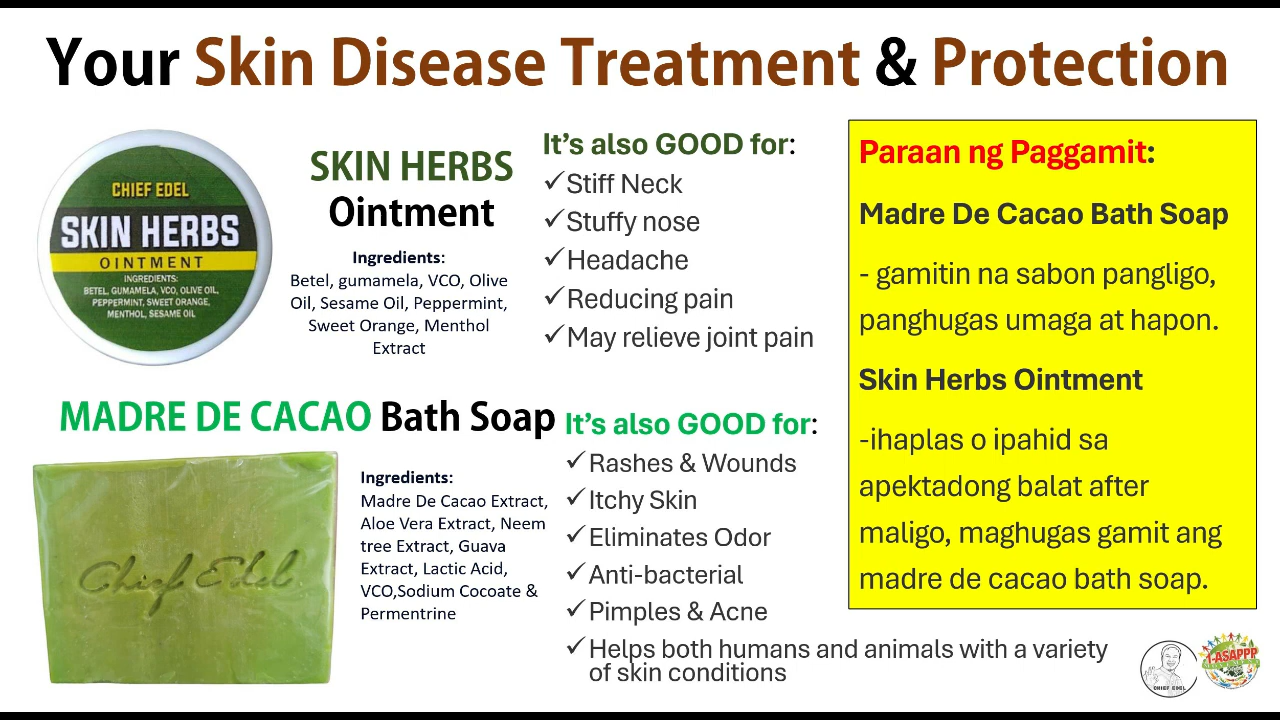 Your Skin Disease Treatment & Protection
CHIEF EDEL
SKIN HERBS
OINTMENT
INGREDIENTS:
BETEL, GUMAMELA, VCO, OLIVE OIL,
PEPPERMINT, SWEET ORANGE,
MENTHOL, SESAME OIL
SKIN HERBS
Ointment
Ingredients:
Betel, gumamela, VCO, Olive
Oil, Sesame Oil, Peppermint,
Sweet Orange, Menthol
Extract
It's also GOOD for:
✓Stiff Neck
✓Stuffy nose
✓Headache
✓Reducing pain
✓May relieve joint pain
MADRE DE CACAO Bath Soap
Chief Edel
Ingredients:
Madre De Cacao Extract,
Aloe Vera Extract, Neem
tree Extract, Guava
Extract, Lactic Acid,
VCO,Sodium Cocoate &
Permentrine
It's also GOOD for:
✓Rashes & Wounds
✓Itchy Skin
✓Eliminates Odor
✓Anti-bacterial
✓Pimples & Acne
✓Helps both humans and animals with a variety
of skin conditions
Paraan ng Paggamit:
Madre De Cacao Bath Soap
- gamitin na sabon pangligo,
panghugas umaga at hapon.
Skin Herbs Ointment
-ihaplas o ipahid sa
apektadong balat after
maligo, maghugas gamit ang
madre de cacao bath soap.
CHIEF EDEL
1-ASAPPP